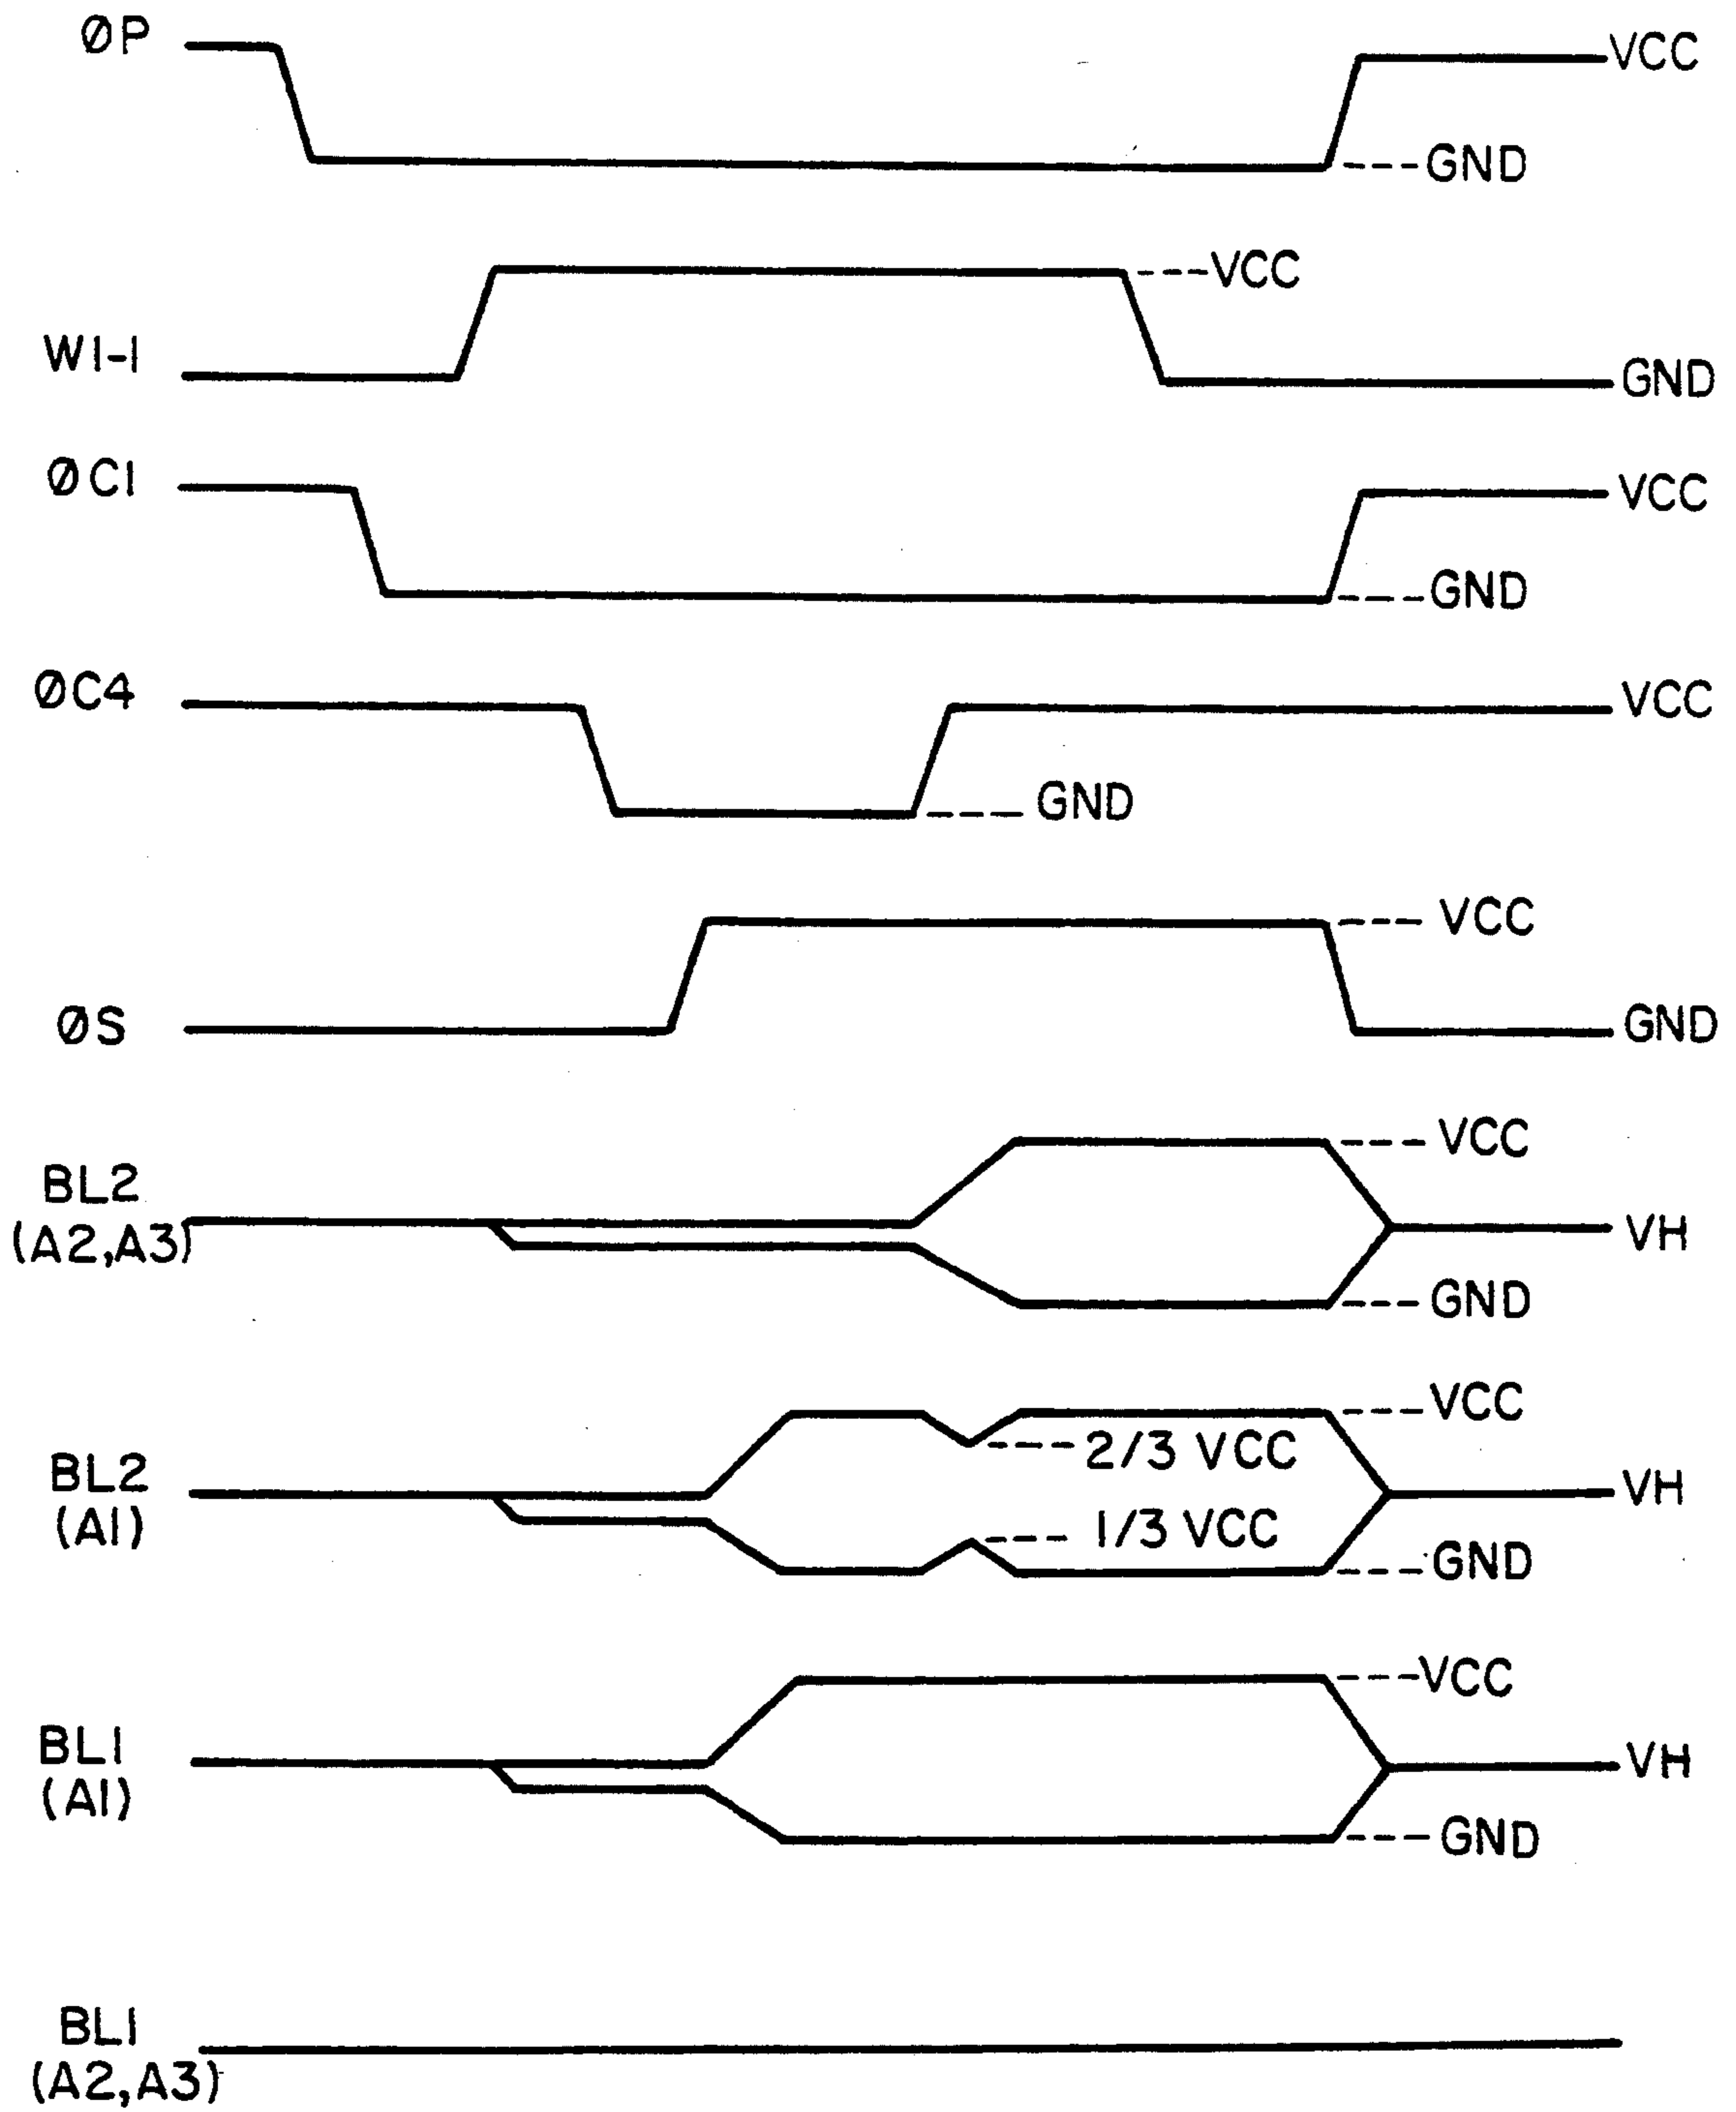 ØP
VCC
GND
VCC
W1-1
GND
ØC1
VCC
GND
ØC4
VCC
GND
VCC
ØS
GND
VCC
BL2
(A2,A3)
VH
GND
VCC
2/3 VCC
BL2
(A1)
VH
1/3 VCC
GND
VCC
BL1
(A1)
VH
GND
BL1
(A2,A3)